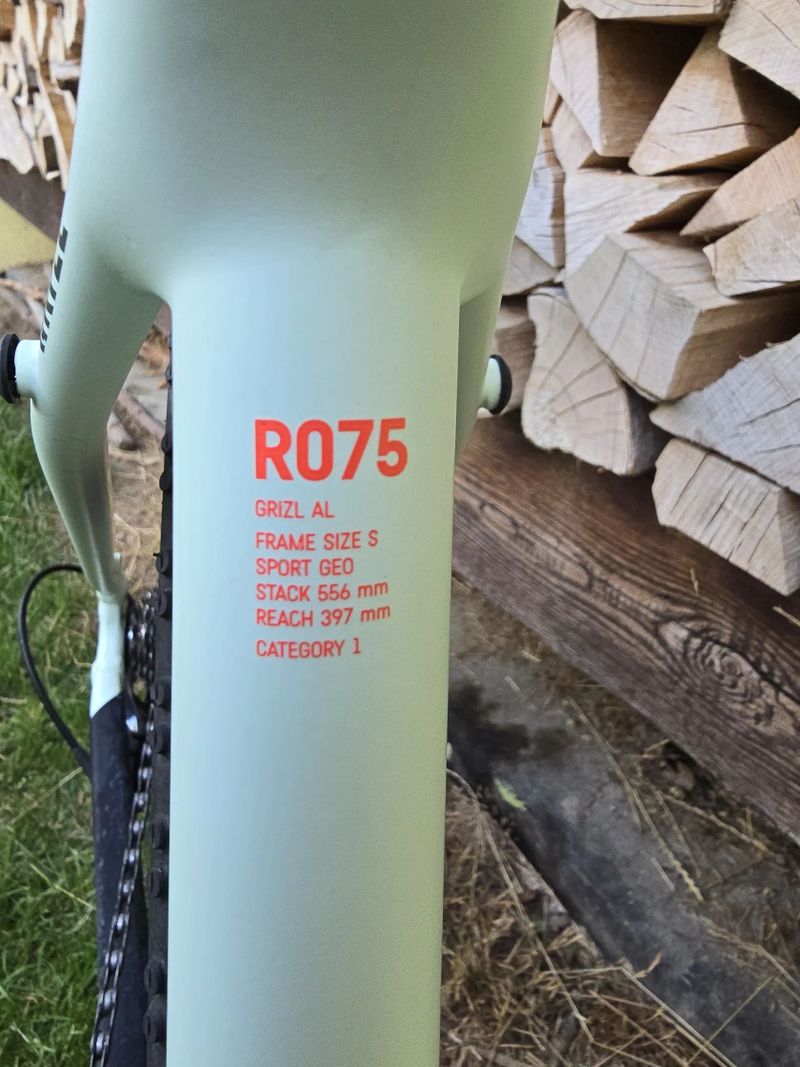 R075
GRIZL AL
FRAME SIZE S
SPORT GEO
STACK 556 mm
REACH 397 mm
CATEGORY 1